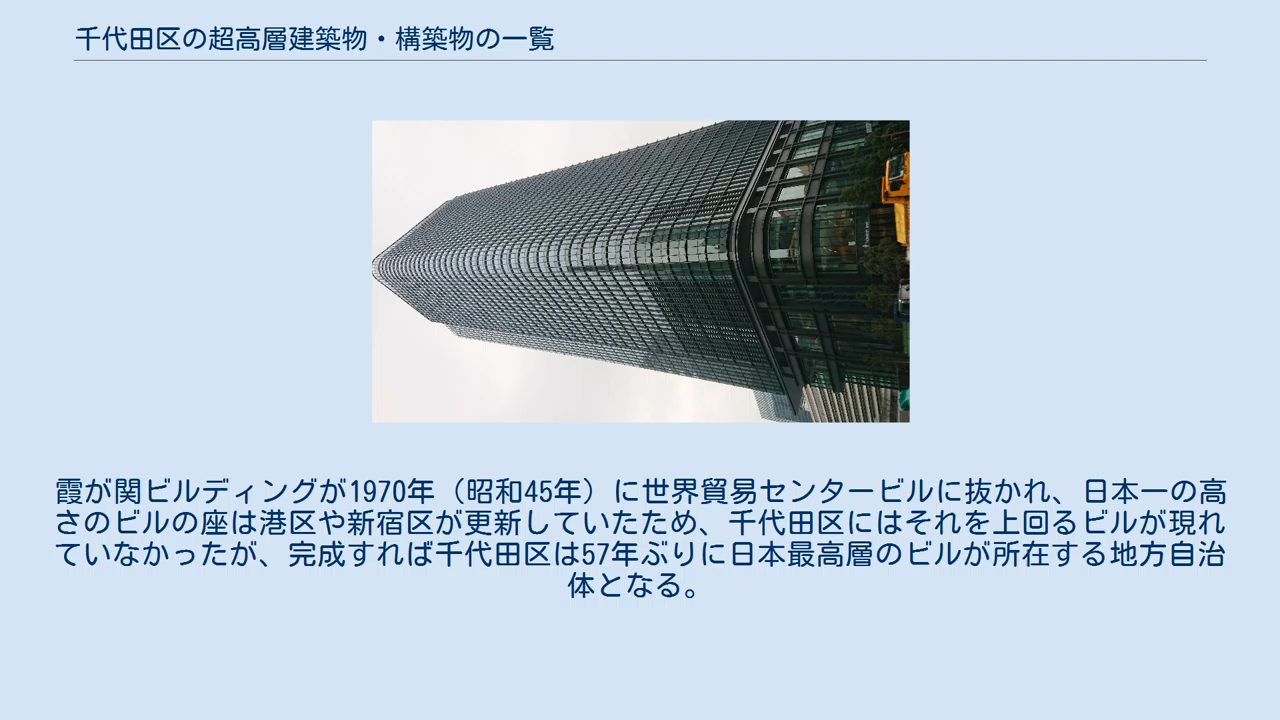 千代田区の超高層建築物・構築物の一覧
霞が関ビルディングが1970年（昭和45年）に世界貿易センタービルに抜かれ、日本一の高
さのビルの座は港区や新宿区が更新していたため、千代田区にはそれを上回るビルが現れ
ていなかったが、完成すれば千代田区は57年ぶりに日本最高層のビルが所在する地方自治
体となる。